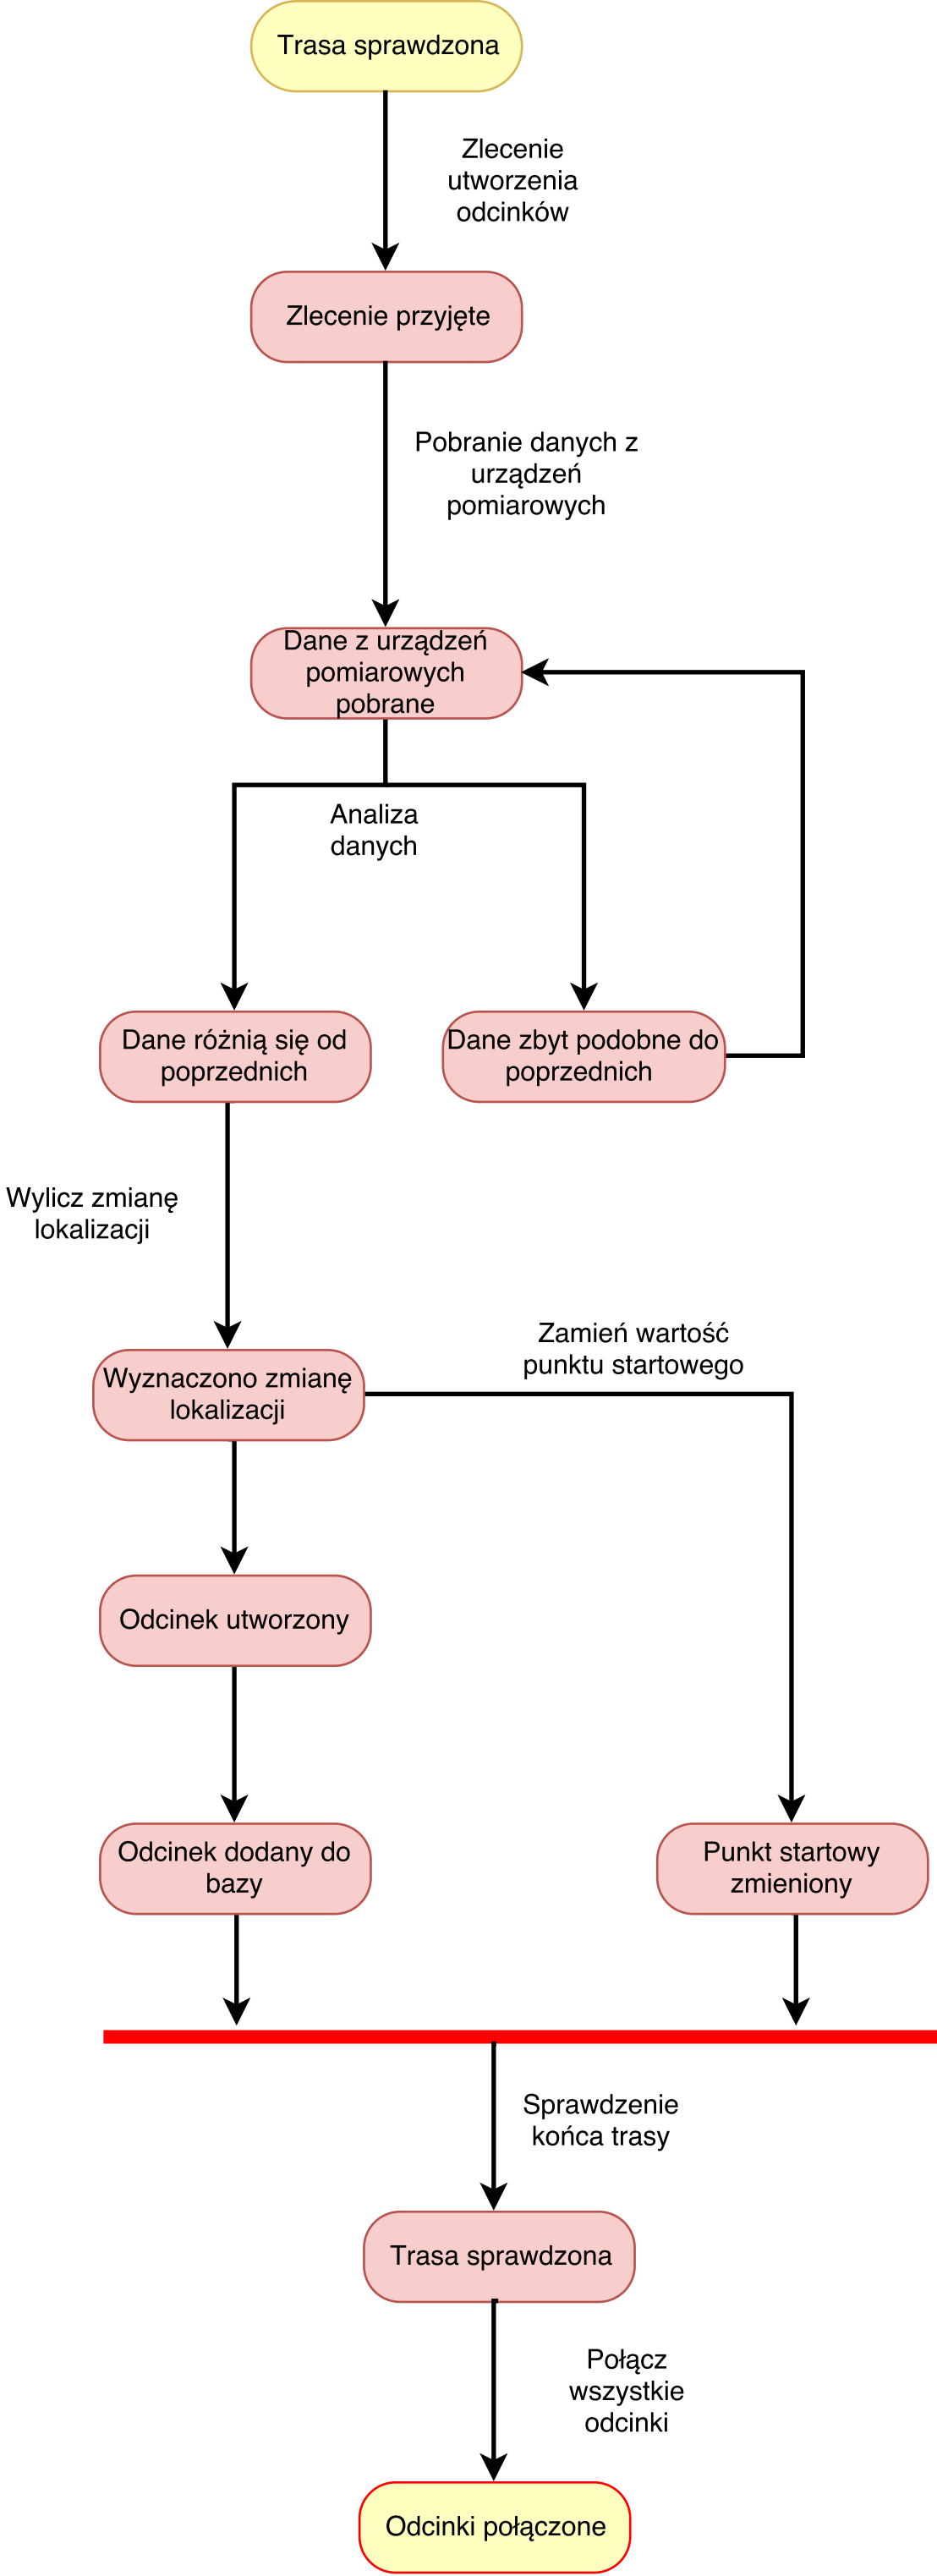 Trasa sprawdzona
Zlecenie
utworzenia
odcinków
Zlecenie przyjęte
Pobranie danych z
urządzeń
pomiarowych
Dane z urządzeń
pomiarowych
pobrane
Analiza
danych
Dane różnią się od
poprzednich
Dane zbyt podobne do
poprzednich
Wylicz zmianę
lokalizacji
Zamień wartość
punktu startowego
Wyznaczono zmianę
lokalizacji
Odcinek utworzony
Odcinek dodany do
bazy
Punkt startowy
zmieniony
Sprawdzenie
końca trasy
Trasa sprawdzona
Połącz
wszystkie
odcinki
Odcinki połączone